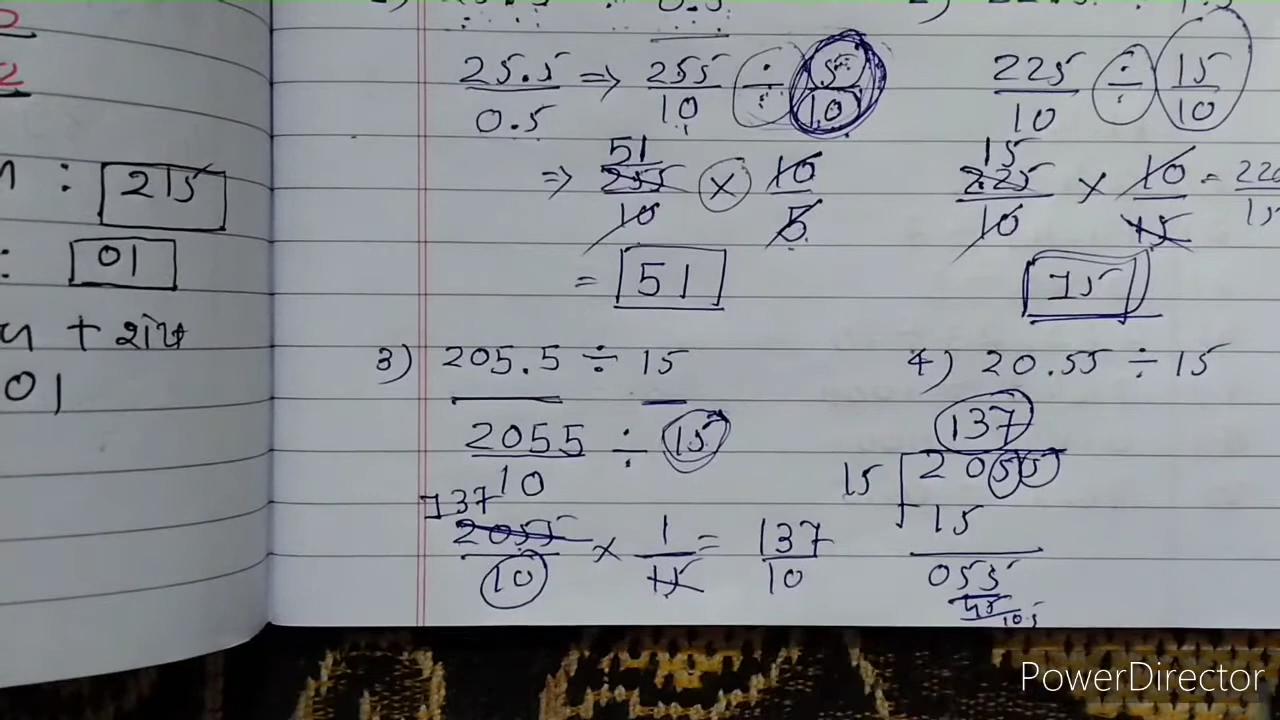 25.5 / 0.5 ⇒ 255/10 ÷ 5/10
225/10 ÷ 15/10
51
⇒ 255/10 × 10/5
= 51
15
225/10 × 10/15 =
15
: 215
: 01
+
01
3) 205.5 ÷ 15
2055/10 ÷ 15
137
2055/10 × 1/15 = 137/10
4) 20.55 ÷ 15
137
15 2055
15
055
45
PowerDirector